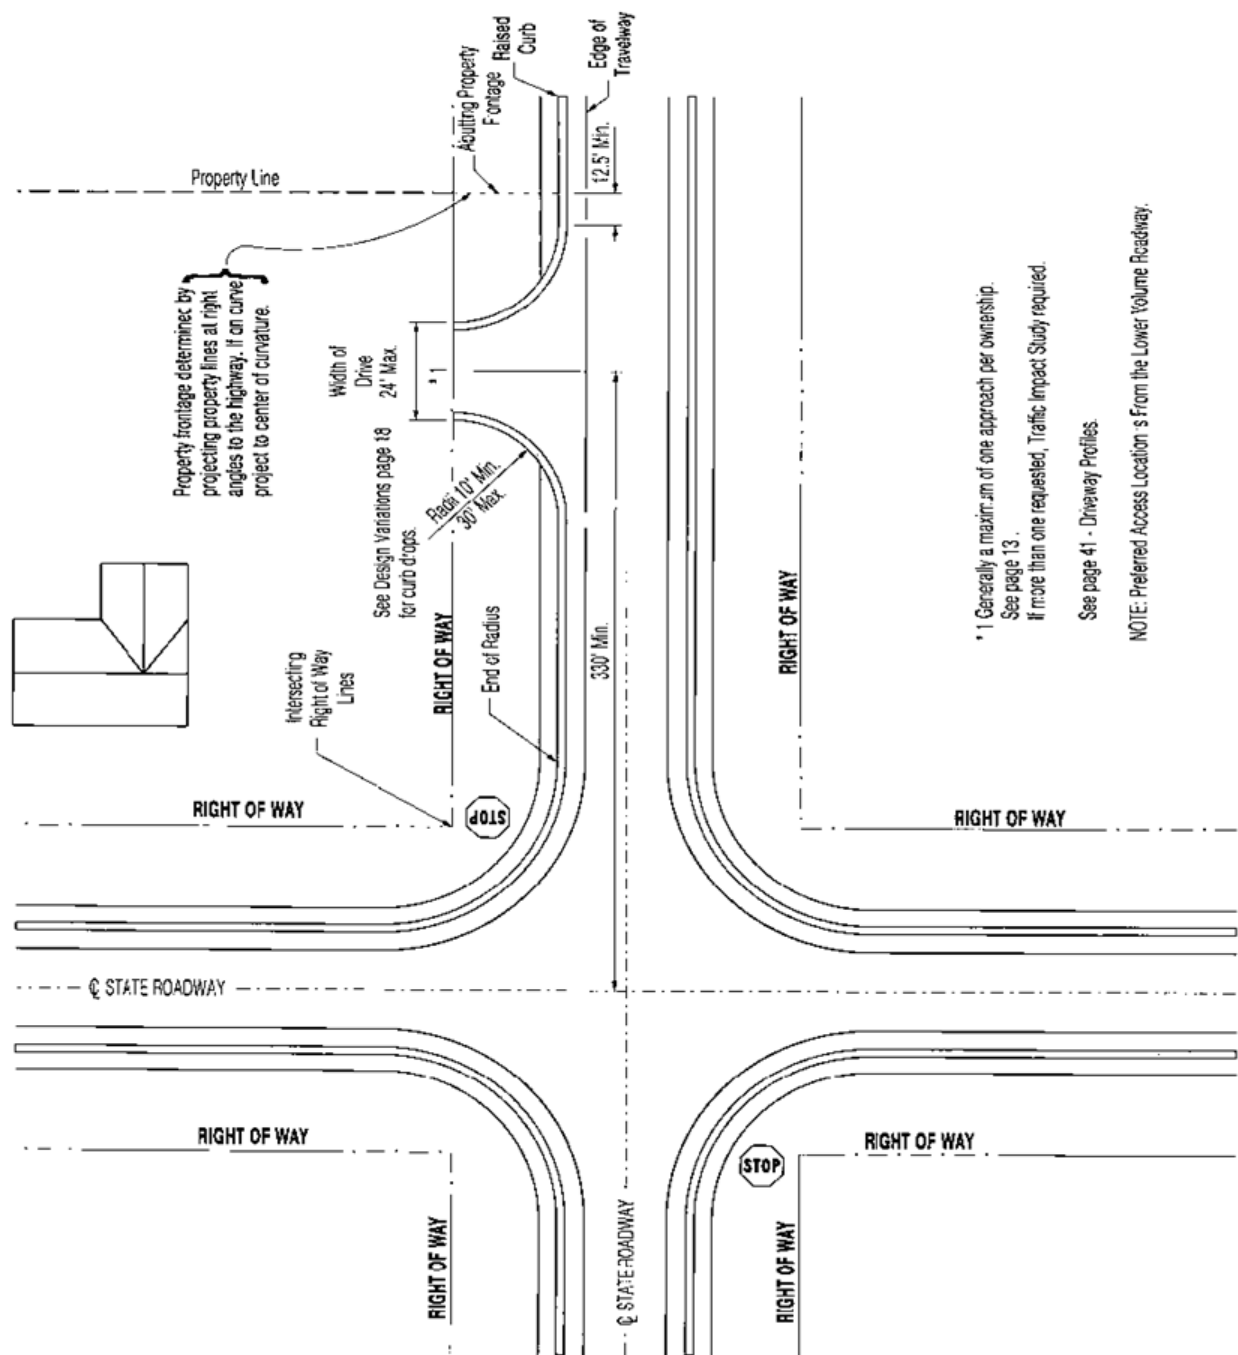 Raised
Curb
Edge of
Travelway
Abutting Property
Frontage
12.5' Min.
Property Line
Property frontage determined by
projecting property lines at right
angles to the highway. If on curve
project to center of curvature.
Width of
Drive
24' Max.
*1
See Design Variations page 18
for curb drops.
Radii 10' Min.
30' Max.
Intersecting
Right of Way
Lines
RIGHT OF WAY
End of Radius
330' Min.
RIGHT OF WAY
*1 Generally a maximum of one approach per ownership.
See page 13.
If more than one requested, Traffic Impact Study required.
See page 41 - Driveway Profiles.
NOTE: Preferred Access Location is From the Lower Volume Roadway.
RIGHT OF WAY
STOP
RIGHT OF WAY
℄ STATE ROADWAY
RIGHT OF WAY
STOP
RIGHT OF WAY
RIGHT OF WAY
℄ STATE ROADWAY
RIGHT OF WAY